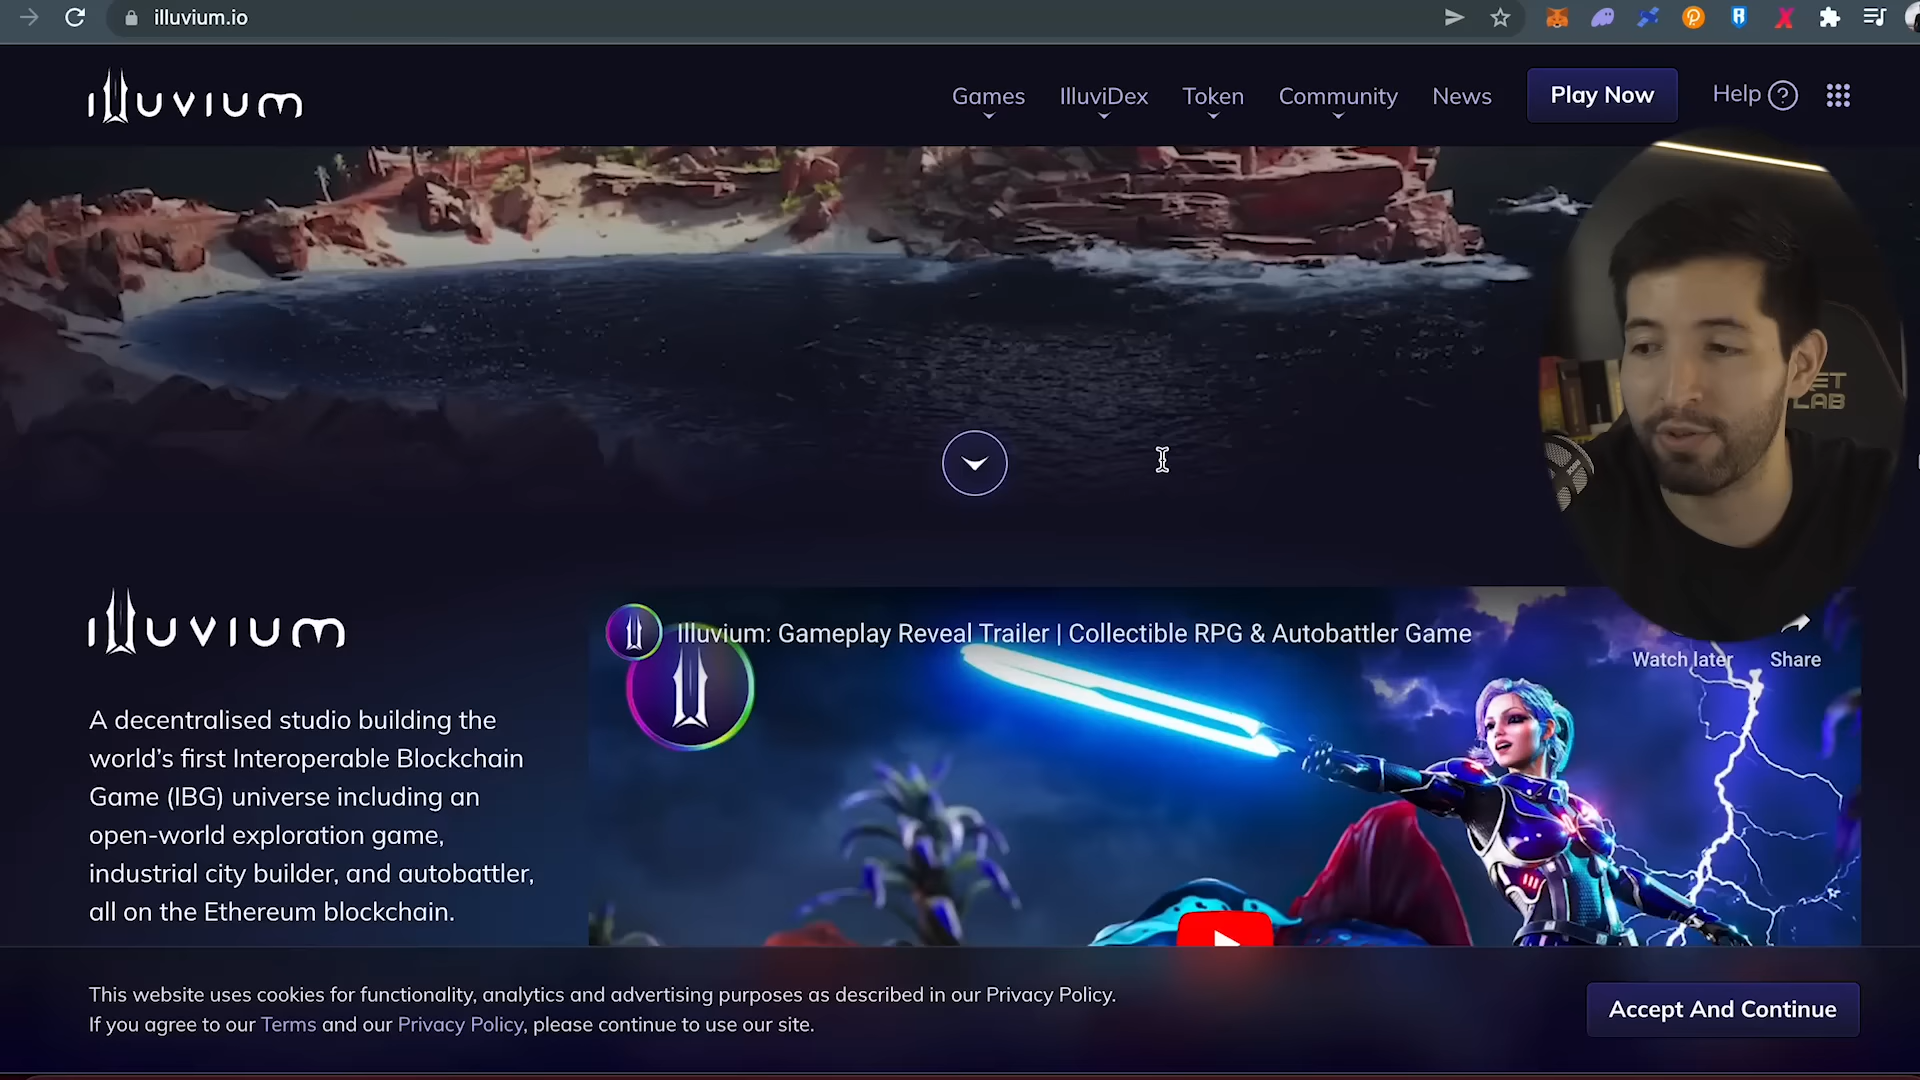 illuvium.io
ılluvıum
Games
IlluviDex
Token
Community
News
Play Now
Help ?
ET
LAB
ılluvıum
A decentralised studio building the
world's first Interoperable Blockchain
Game (IBG) universe including an
open-world exploration game,
industrial city builder, and autobattler,
all on the Ethereum blockchain.
Illuvium: Gameplay Reveal Trailer | Collectible RPG & Autobattler Game
Watch later
Share
This website uses cookies for functionality, analytics and advertising purposes as described in our Privacy Policy.
If you agree to our Terms and our Privacy Policy, please continue to use our site.
Accept And Continue